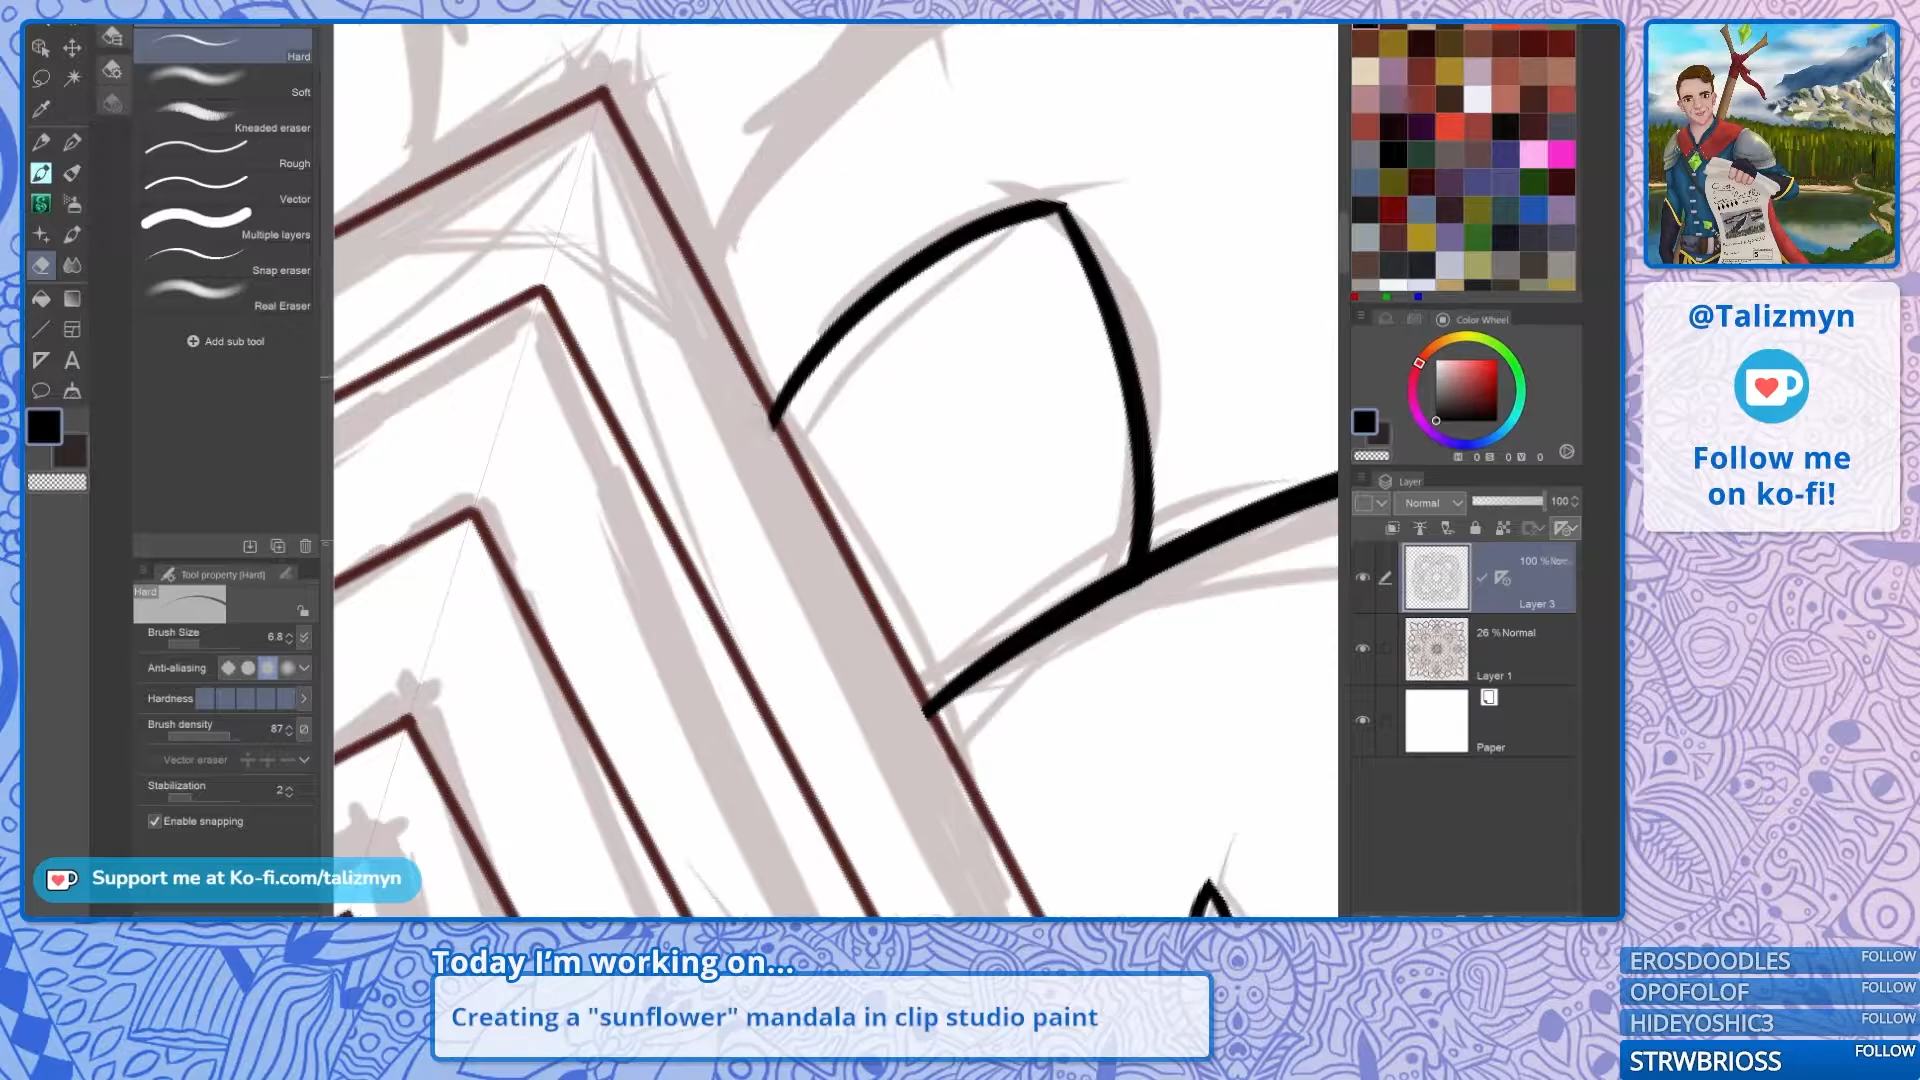 Hard
Soft
Kneaded eraser
Rough
Vector
Multiple layers
Snap eraser
Real Eraser
Add sub tool
Tool property [Hard]
Hard
Brush Size 6.8
Anti-aliasing
Hardness
Brush density 87
Vector eraser
Stabilization 2
Enable snapping
Support me at Ko-fi.com/talizmyn
Color Wheel
H 0 S 0 V 0
Layer
Normal 100
100 % Norm
Layer 3
26 % Normal
Layer 1
Paper
@Talizmyn
Follow me
on ko-fi!
Today I'm working on...
Creating a "sunflower" mandala in clip studio paint
EROSDOODLES FOLLOW
OPOFOLOF FOLLOW
HIDEYOSHIC3 FOLLOW
STRWBRIOSS FOLLOW